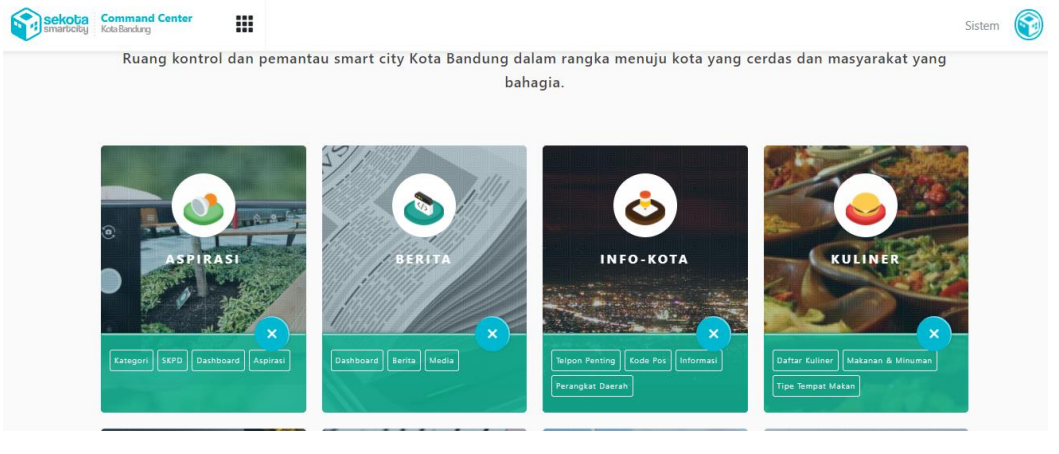 sekota
smartcity
Command Center
Kota Bandung
Sistem
Ruang kontrol dan pemantau smart city Kota Bandung dalam rangka menuju kota yang cerdas dan masyarakat yang
bahagia.
ASPIRASI
Kategori SKPD Dashboard Aspirasi
BERITA
Dashboard Berita Media
INFO-KOTA
Telpon Penting Kode Pos Informasi
Perangkat Daerah
KULINER
Daftar Kuliner Makanan & Minuman
Tipe Tempat Makan